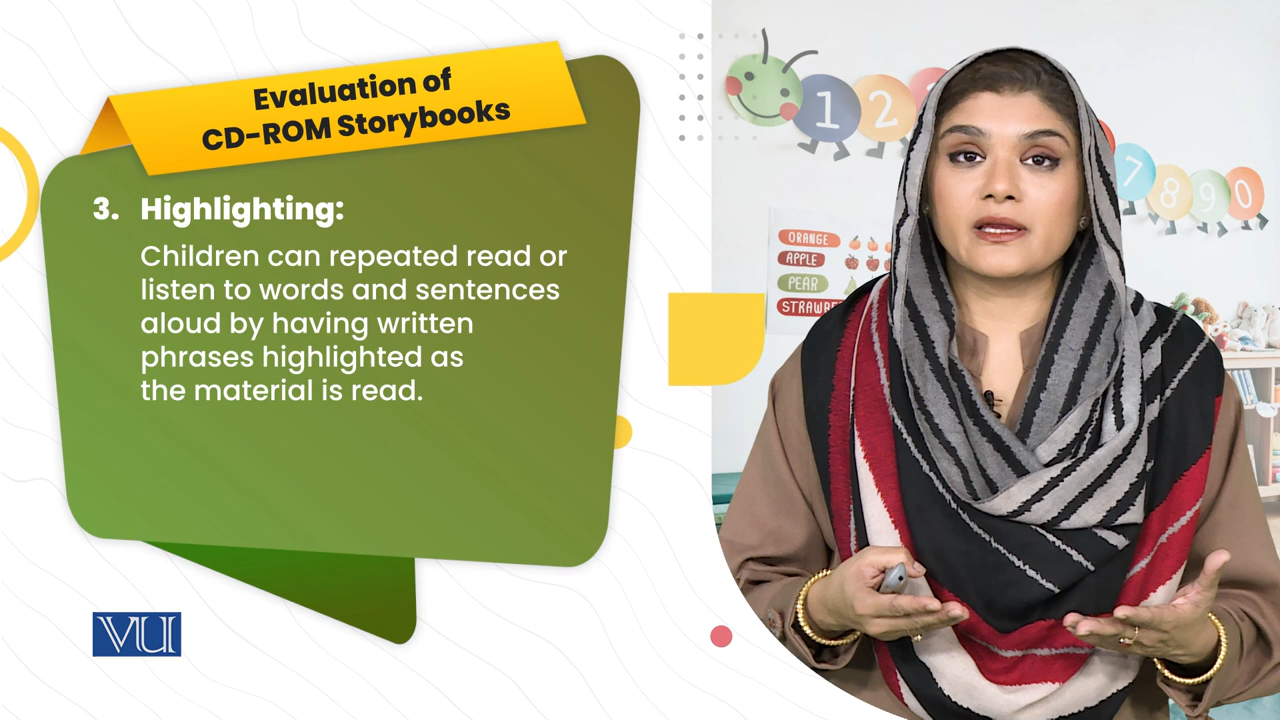 Evaluation of
CD-ROM Storybooks
3. Highlighting:
Children can repeated read or
listen to words and sentences
aloud by having written
phrases highlighted as
the material is read.
VU
1 2
7 8 9 0
ORANGE
APPLE
PEAR